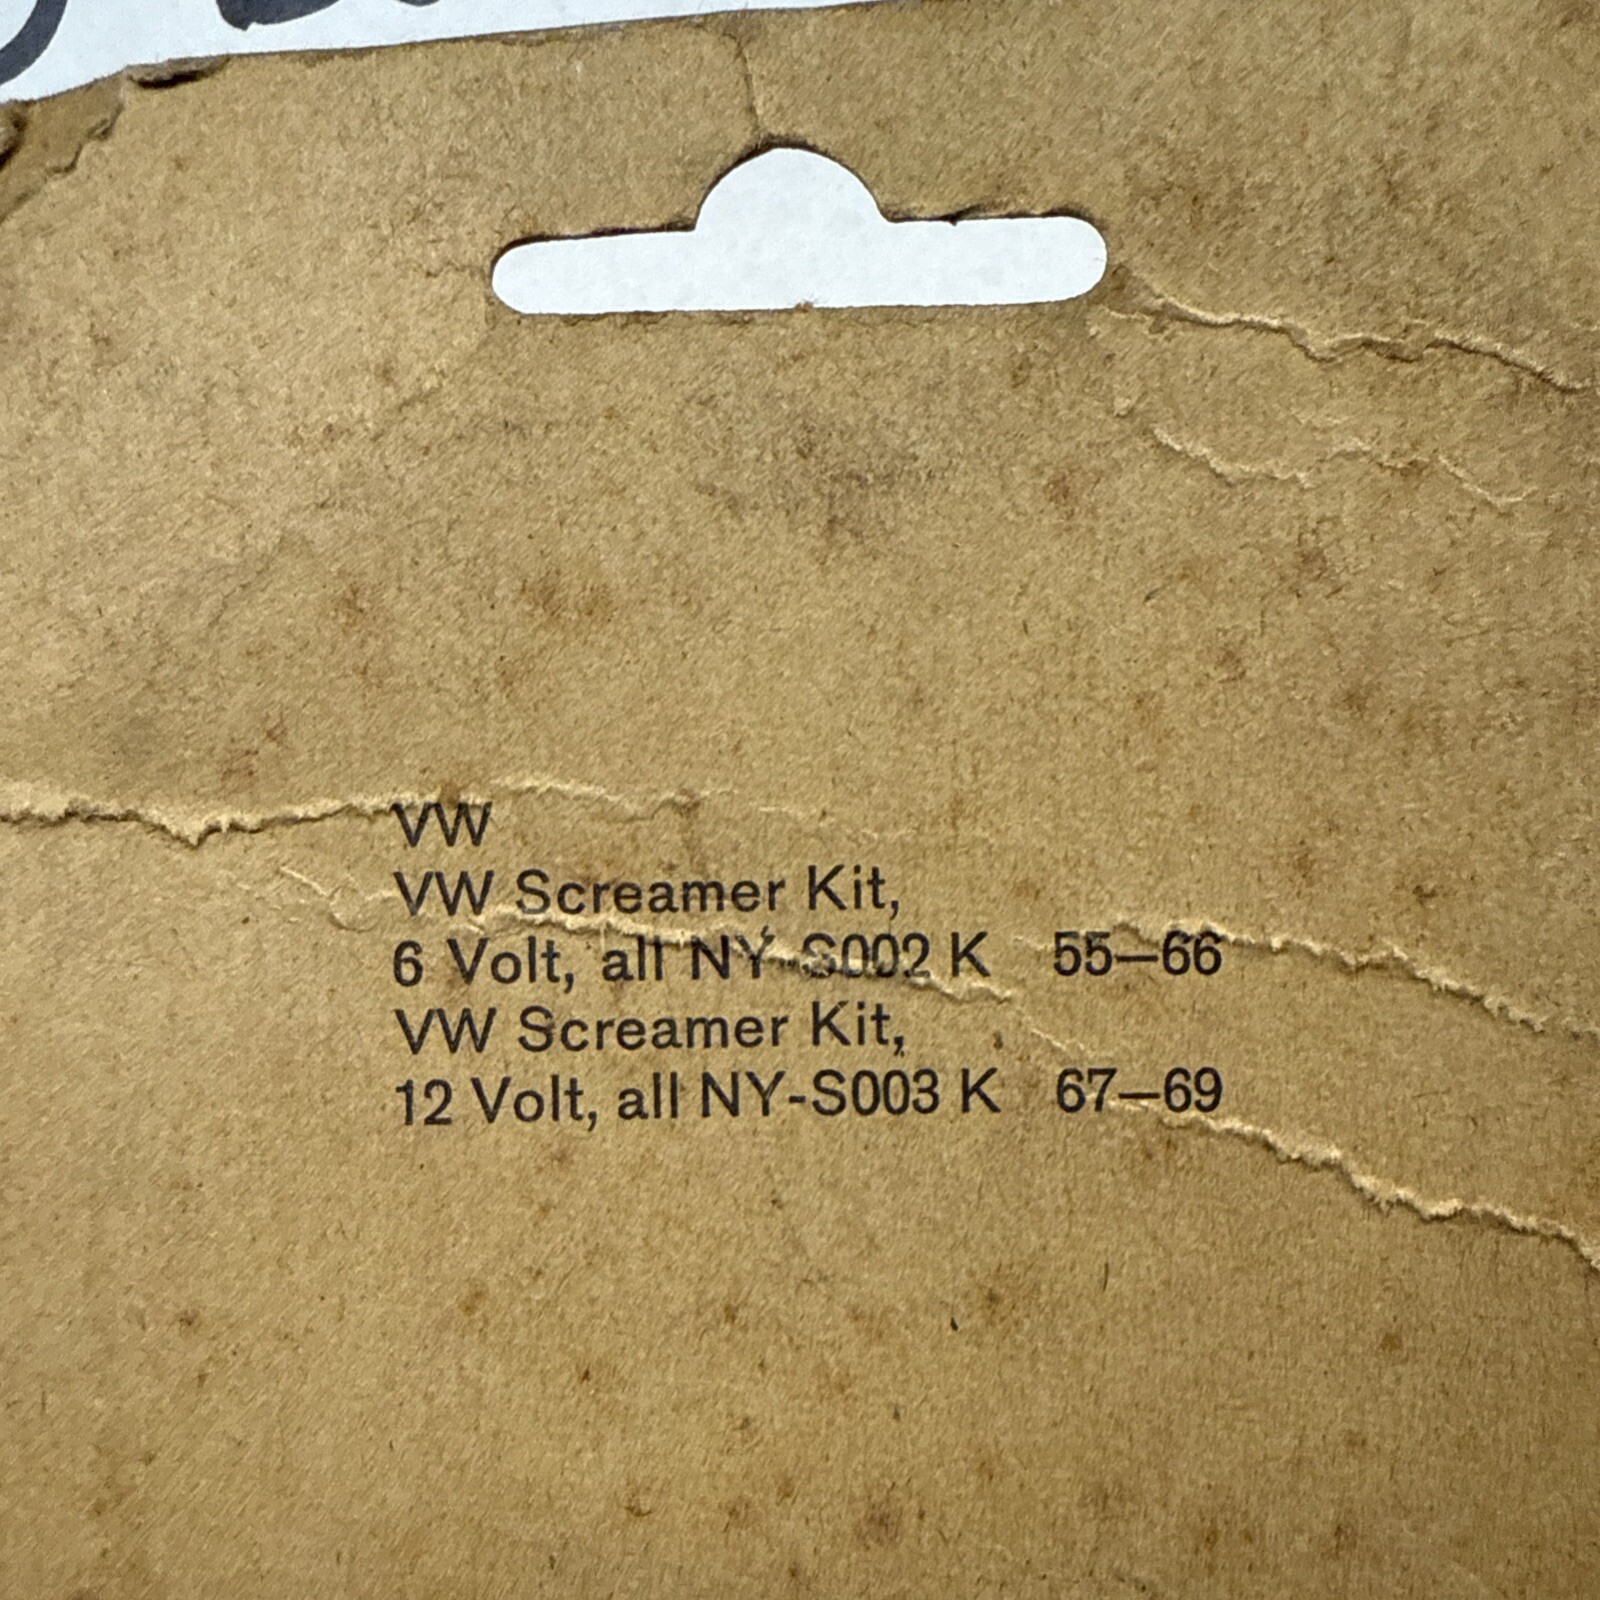 VW
VW Screamer Kit,
6 Volt, all NY-S002 K 55—66
VW Screamer Kit,
12 Volt, all NY-S003 K 67—69